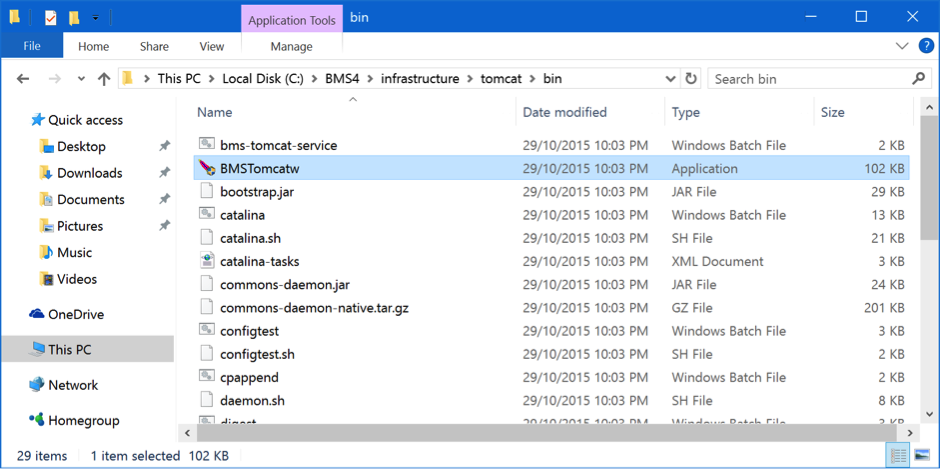 Application Tools bin
File Home Share View Manage
This PC Local Disk (C:) BMS4 infrastructure tomcat bin Search bin
Name Date modified Type Size
Quick access
Desktop
Downloads
Documents
Pictures
Music
Videos
OneDrive
This PC
Network
Homegroup
bms-tomcat-service 29/10/2015 10:03 PM Windows Batch File 2 KB
BMSTomcatw 29/10/2015 10:03 PM Application 102 KB
bootstrap.jar 29/10/2015 10:03 PM JAR File 29 KB
catalina 29/10/2015 10:03 PM Windows Batch File 13 KB
catalina.sh 29/10/2015 10:03 PM SH File 21 KB
catalina-tasks 29/10/2015 10:03 PM XML Document 3 KB
commons-daemon.jar 29/10/2015 10:03 PM JAR File 24 KB
commons-daemon-native.tar.gz 29/10/2015 10:03 PM GZ File 201 KB
configtest 29/10/2015 10:03 PM Windows Batch File 3 KB
configtest.sh 29/10/2015 10:03 PM SH File 2 KB
cpappend 29/10/2015 10:03 PM Windows Batch File 2 KB
daemon.sh 29/10/2015 10:03 PM SH File 8 KB
29 items 1 item selected 102 KB